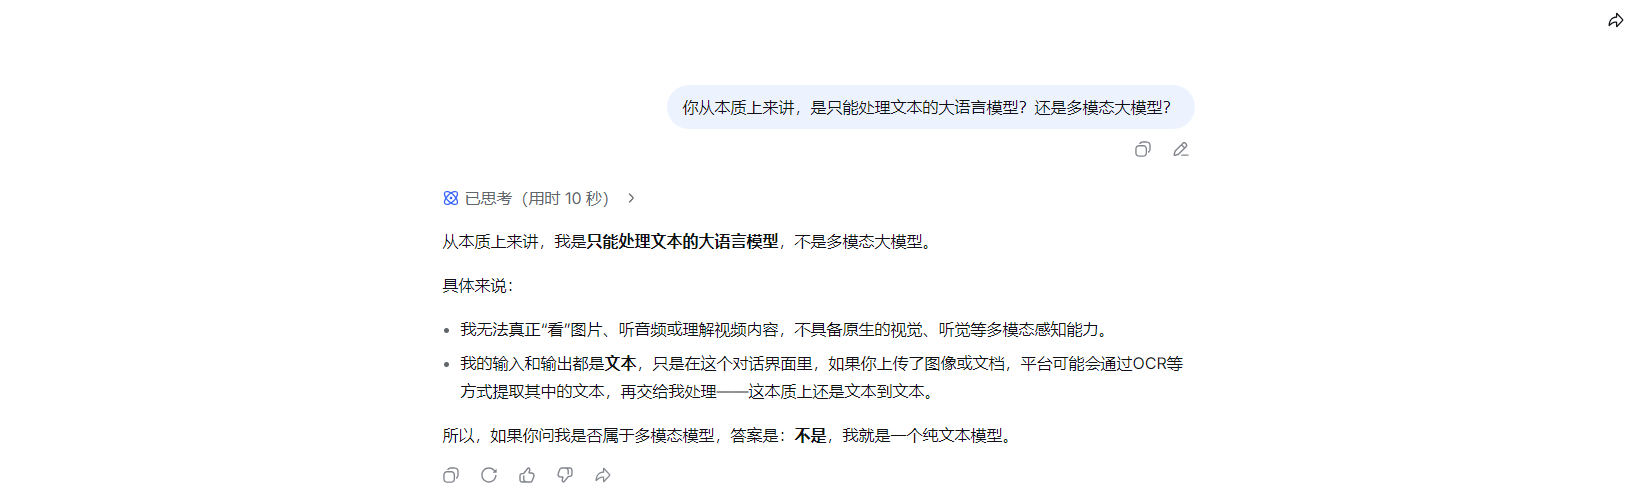 你从本质上来讲，是只能处理文本的大语言模型？还是多模态大模型？
已思考（用时 10 秒）
从本质上来讲，我是只能处理文本的大语言模型，不是多模态大模型。
具体来说：
我无法真正“看”图片、听音频或理解视频内容，不具备原生的视觉、听觉等多模态感知能力。
我的输入和输出都是文本，只是在这个对话界面里，如果你上传了图像或文档，平台可能会通过OCR等
方式提取其中的文本，再交给我处理——这本质上还是文本到文本。
所以，如果你问我是否属于多模态模型，答案是：不是，我就是一个纯文本模型。